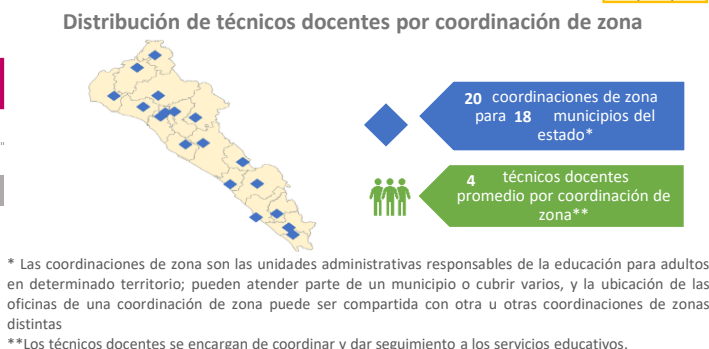 Distribución de técnicos docentes por coordinación de zona
20 coordinaciones de zona
para 18 municipios del
estado*
4 técnicos docentes
promedio por coordinación de
zona**
* Las coordinaciones de zona son las unidades administrativas responsables de la educación para adultos
en determinado territorio; pueden atender parte de un municipio o cubrir varios, y la ubicación de las
oficinas de una coordinación de zona puede ser compartida con otra u otras coordinaciones de zonas
distintas
**Los técnicos docentes se encargan de coordinar y dar seguimiento a los servicios educativos.